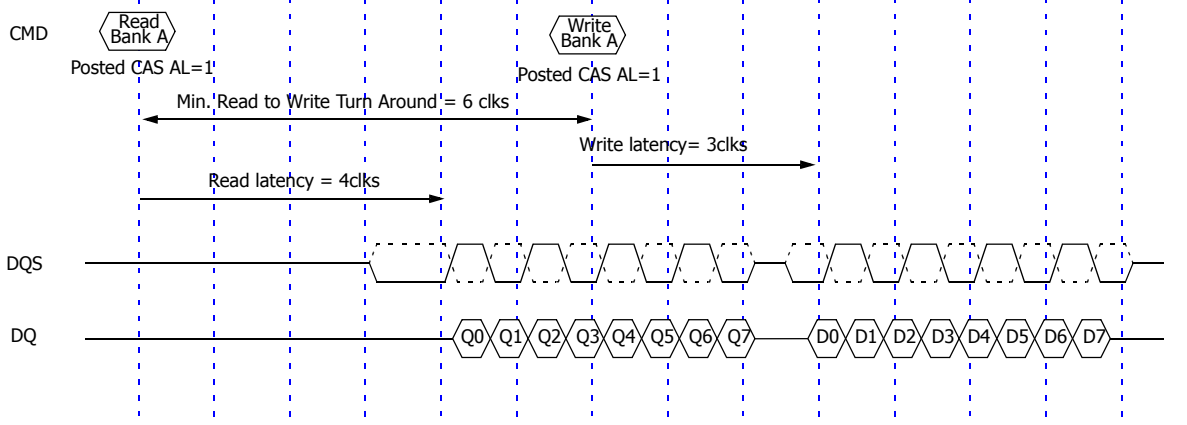 CMD
Read
Bank A
Write
Bank A
Posted CAS AL=1
Posted CAS AL=1
Min. Read to Write Turn Around = 6 clks
Write latency= 3clks
Read latency = 4clks
DQS
DQ
Q0 Q1 Q2 Q3 Q4 Q5 Q6 Q7 D0 D1 D2 D3 D4 D5 D6 D7